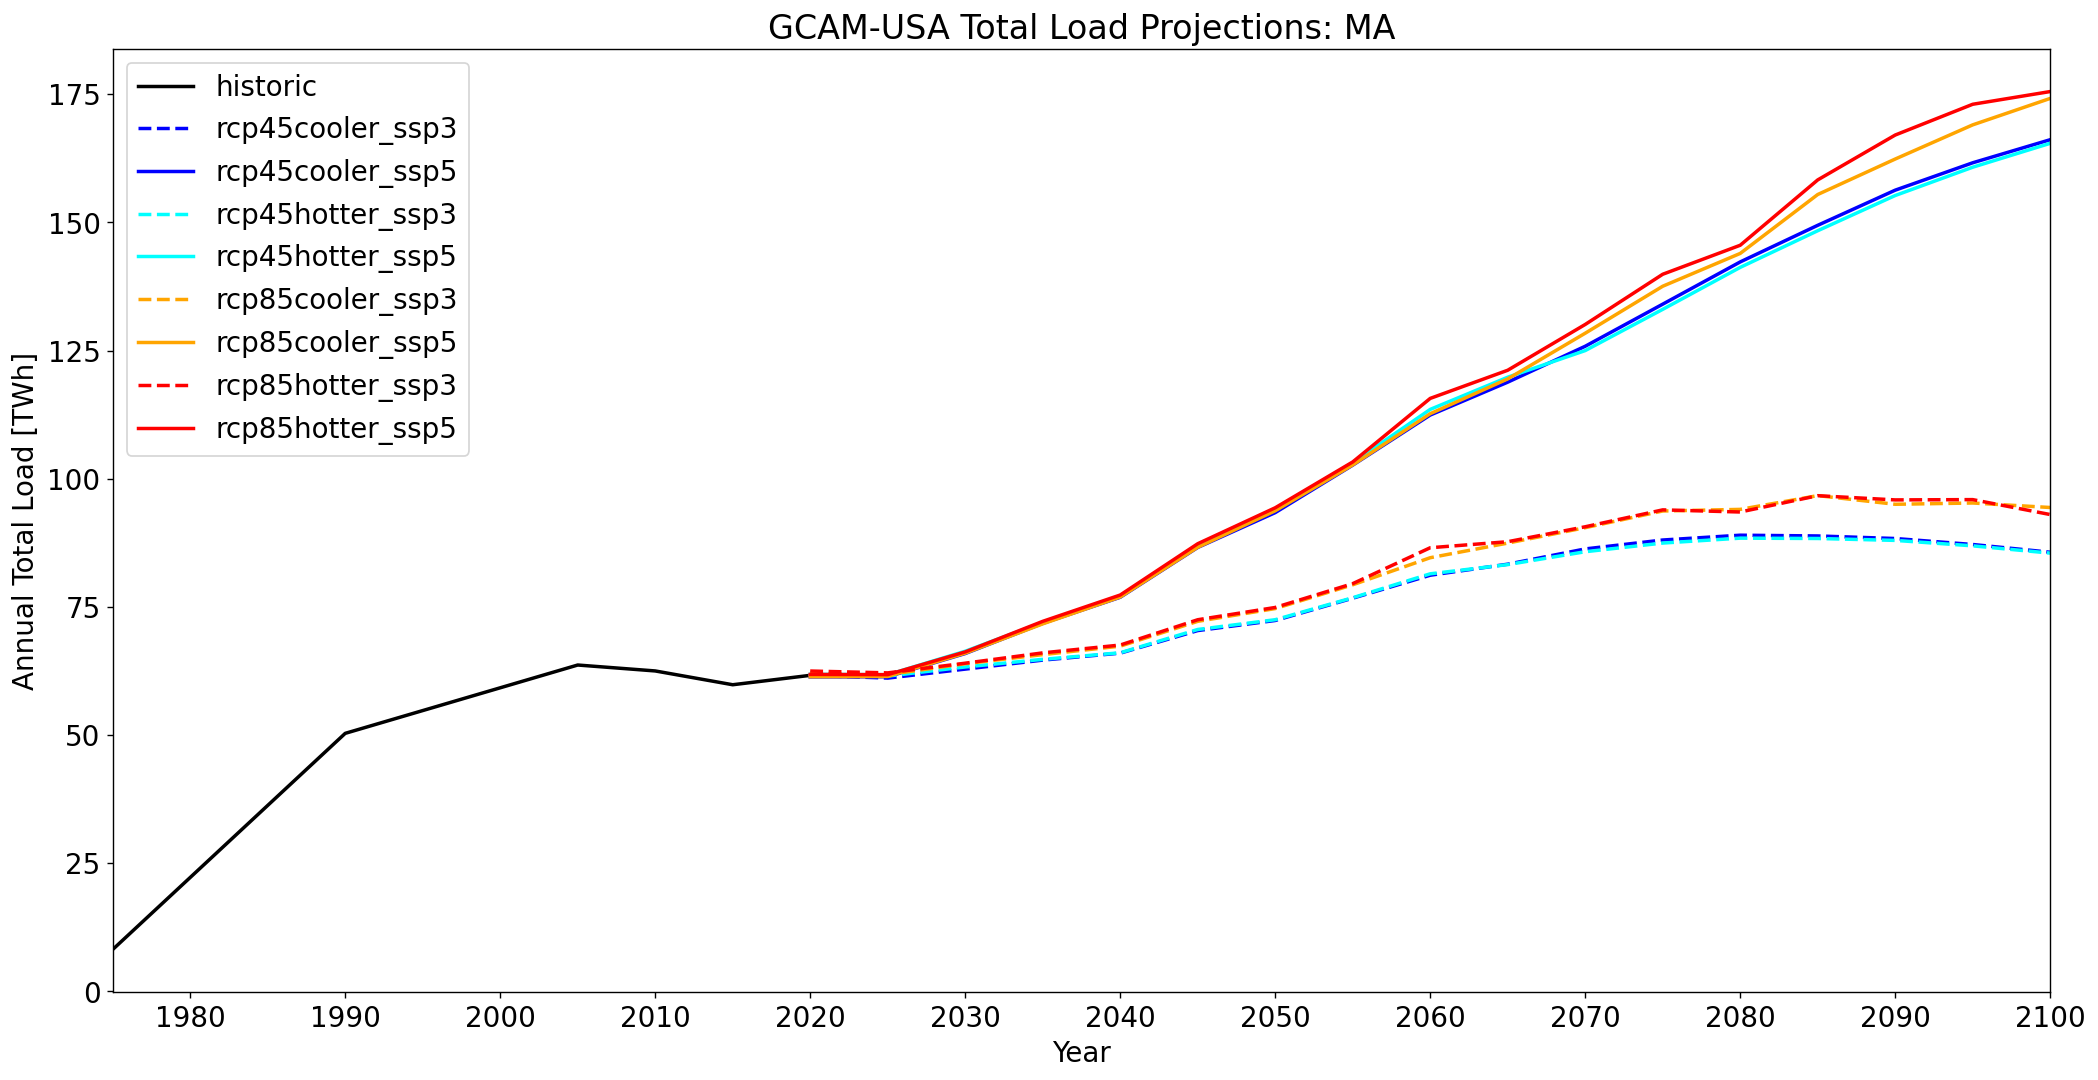 GCAM-USA Total Load Projections: MA
historic
rcp45cooler_ssp3
rcp45cooler_ssp5
rcp45hotter_ssp3
rcp45hotter_ssp5
rcp85cooler_ssp3
rcp85cooler_ssp5
rcp85hotter_ssp3
rcp85hotter_ssp5
Annual Total Load [TWh]
175
150
125
100
75
50
25
0
1980 1990 2000 2010 2020 2030 2040 2050 2060 2070 2080 2090 2100
Year